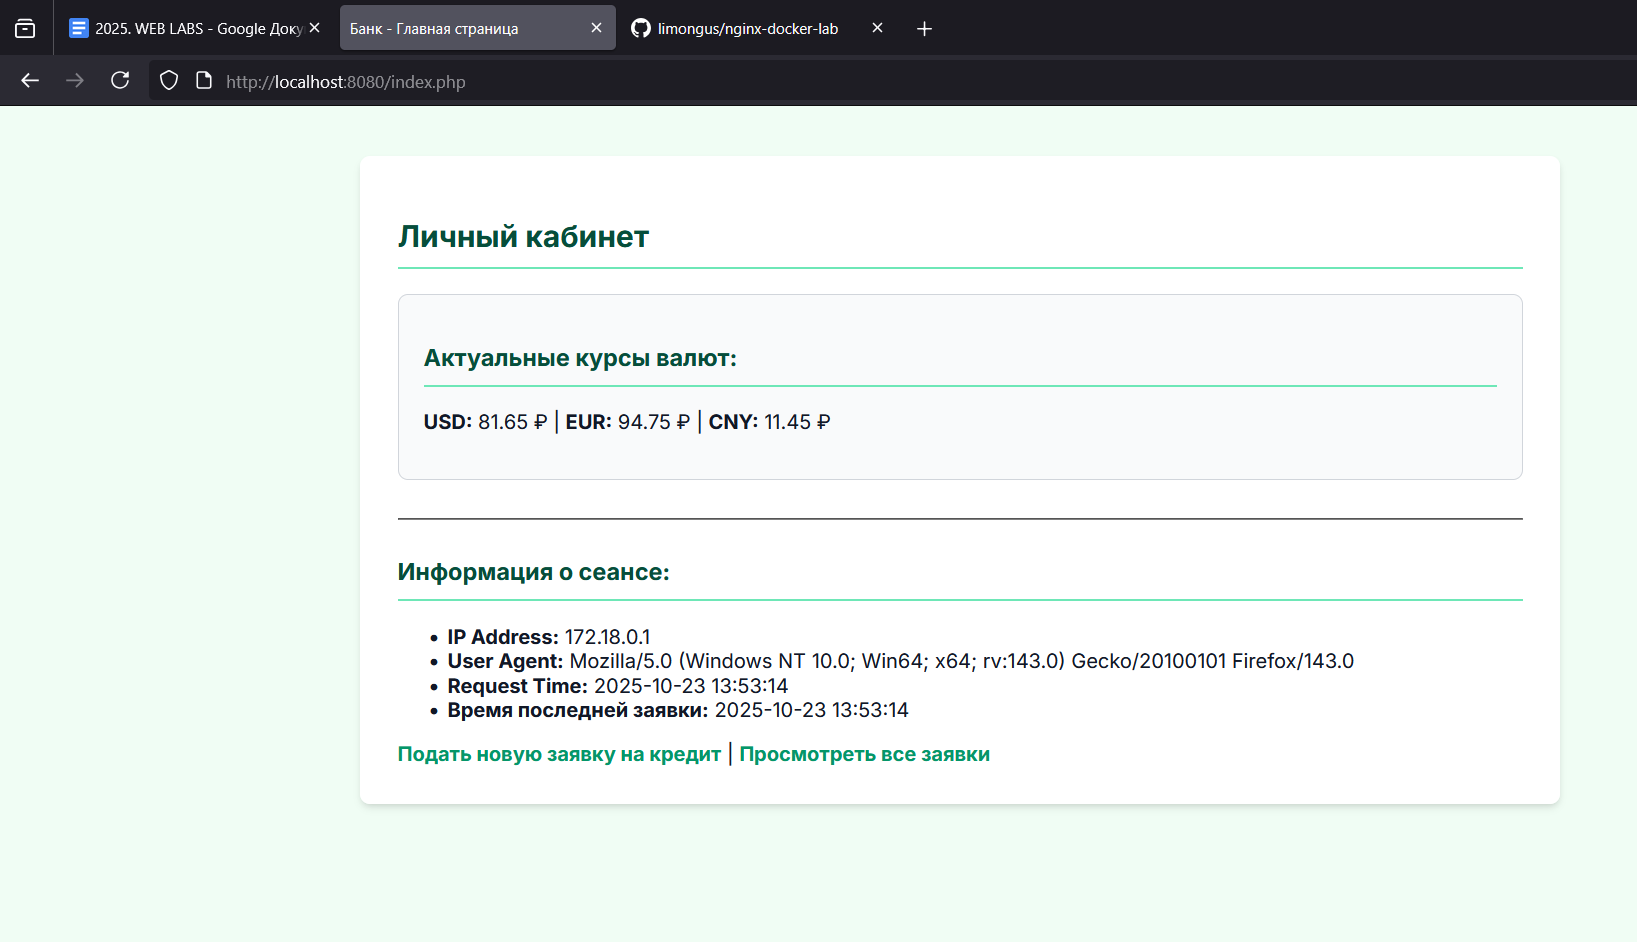 2025. WEB LABS - Google Доку
Банк - Главная страница
limongus/nginx-docker-lab
http://localhost:8080/index.php
Личный кабинет
Актуальные курсы валют:
USD: 81.65 ₽ | EUR: 94.75 ₽ | CNY: 11.45 ₽
Информация о сеансе:
• IP Address: 172.18.0.1
• User Agent: Mozilla/5.0 (Windows NT 10.0; Win64; x64; rv:143.0) Gecko/20100101 Firefox/143.0
• Request Time: 2025-10-23 13:53:14
• Время последней заявки: 2025-10-23 13:53:14
Подать новую заявку на кредит | Просмотреть все заявки